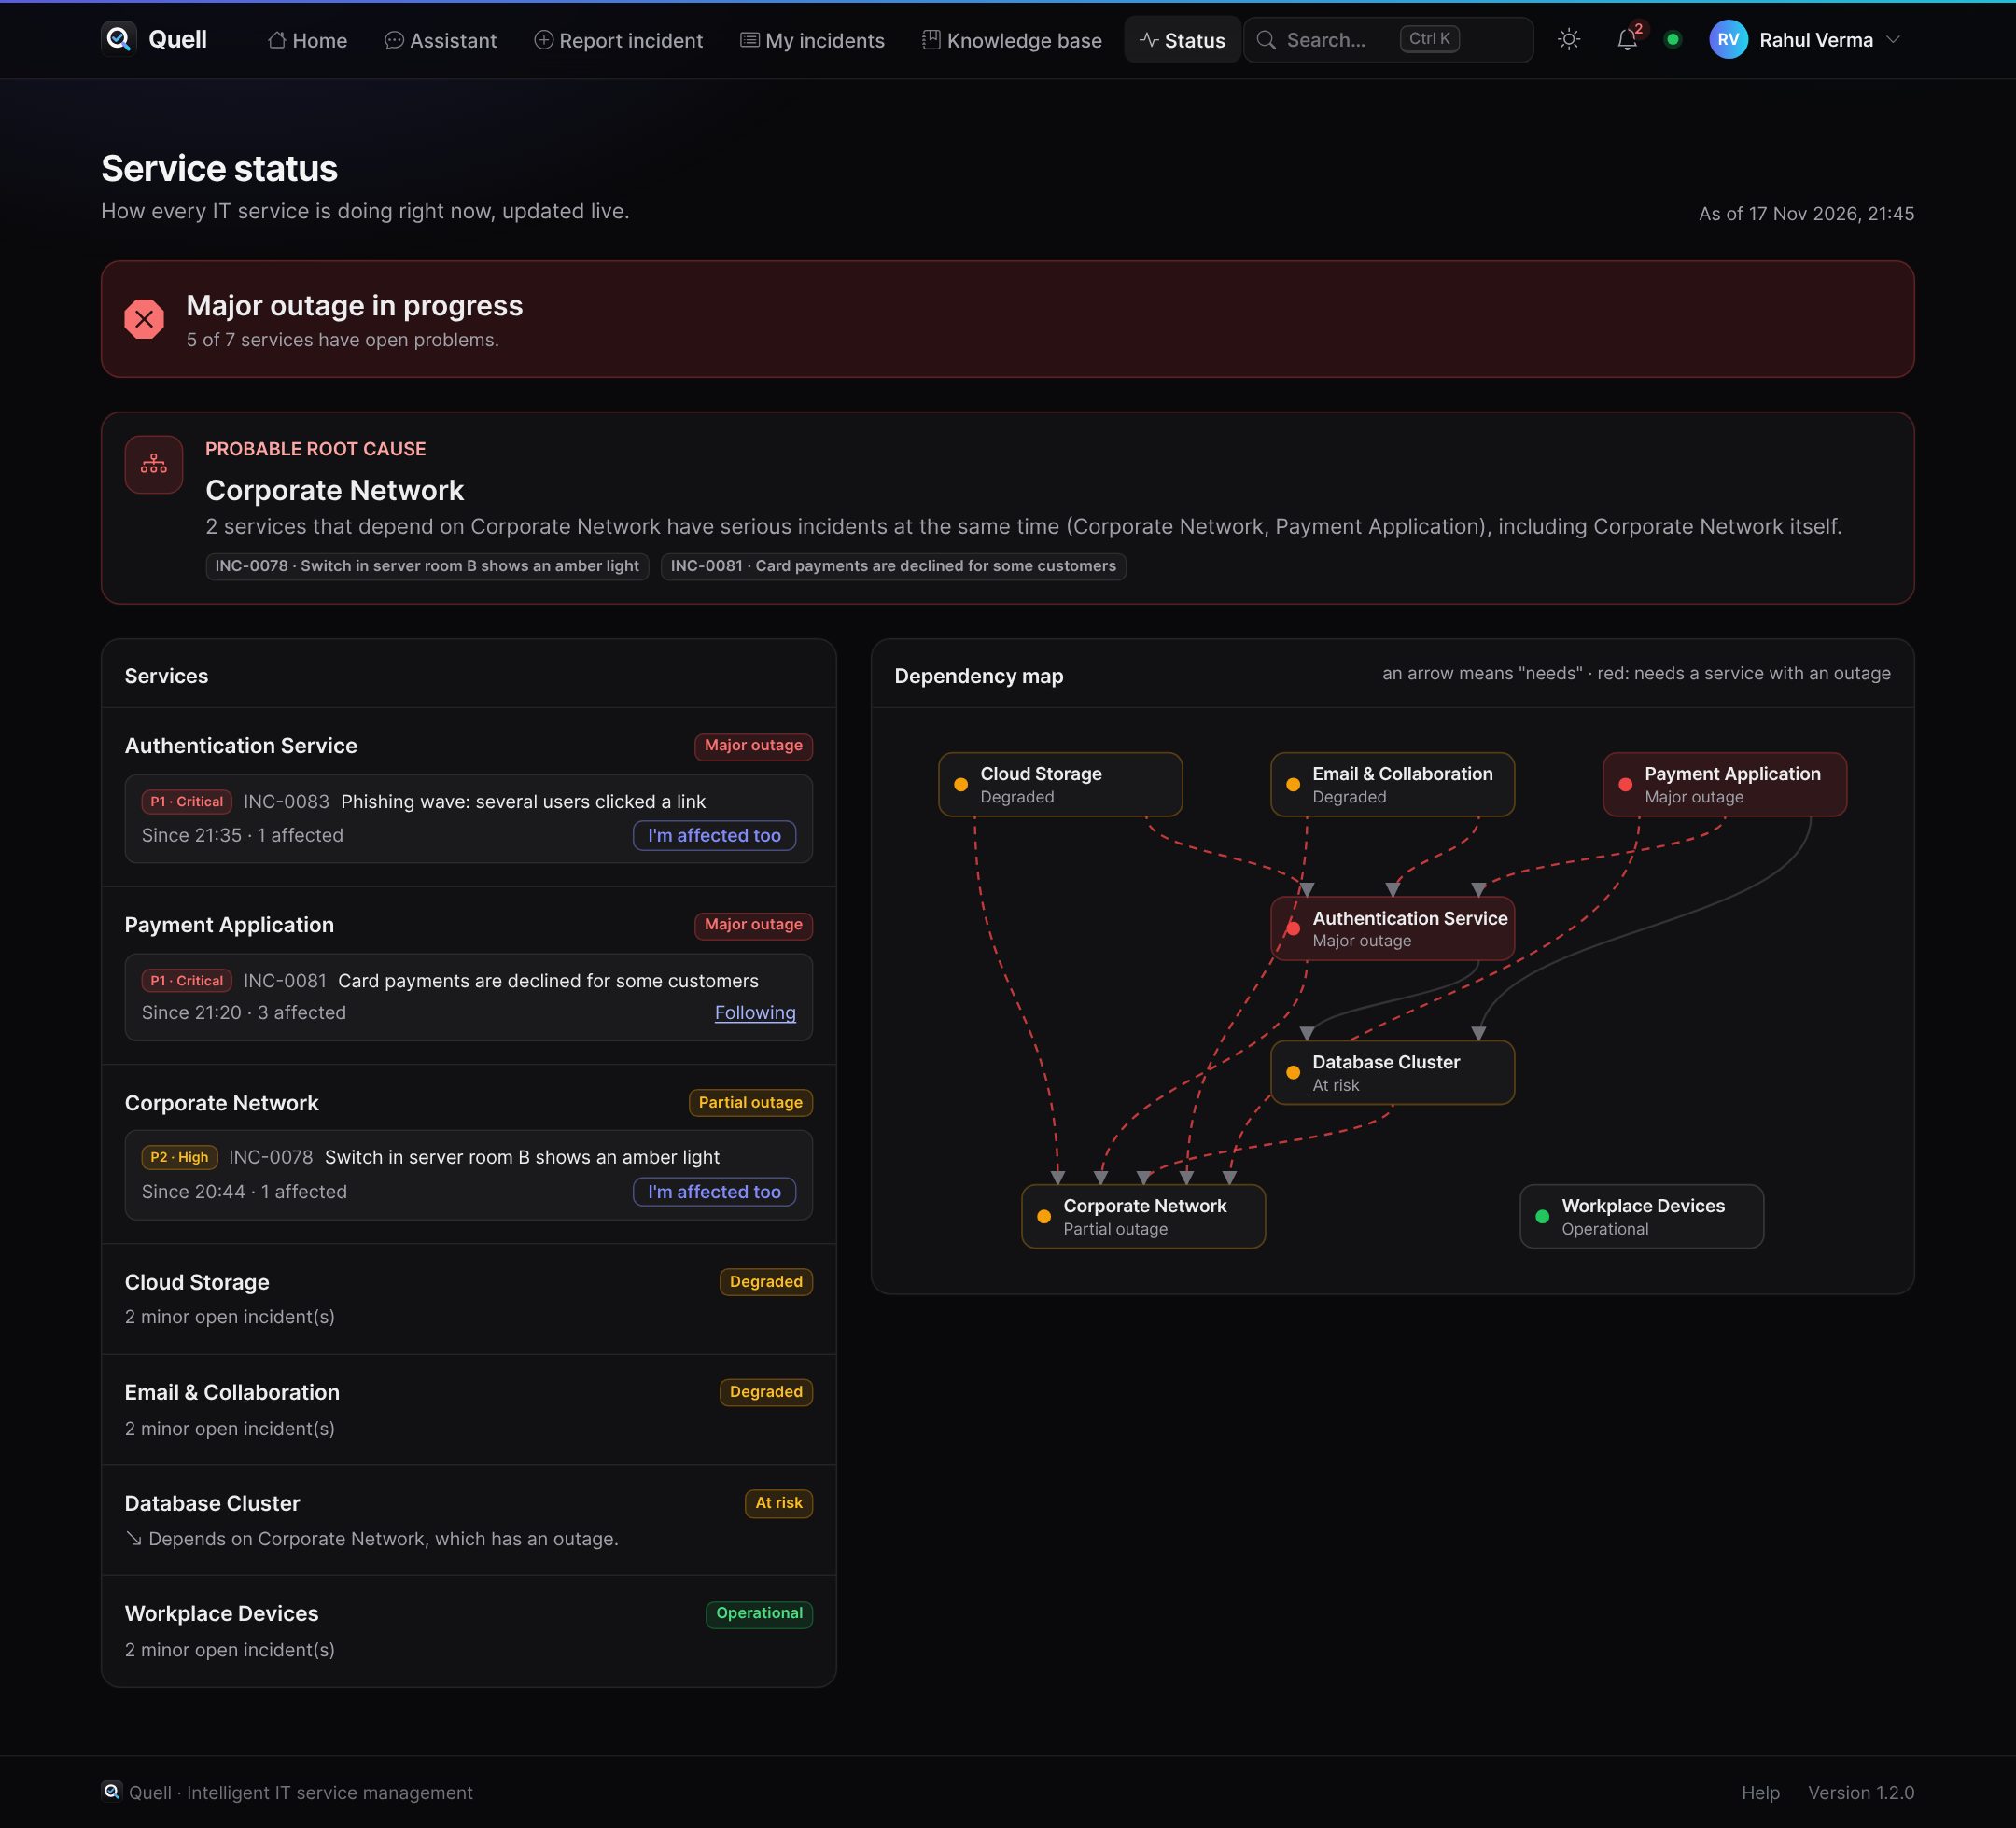 Quell Home Assistant Report incident My incidents Knowledge base Status Search... Ctrl K 2 RV Rahul Verma
Service status
How every IT service is doing right now, updated live.
As of 17 Nov 2026, 21:45
Major outage in progress
5 of 7 services have open problems.
PROBABLE ROOT CAUSE
Corporate Network
2 services that depend on Corporate Network have serious incidents at the same time (Corporate Network, Payment Application), including Corporate Network itself.
INC-0078 · Switch in server room B shows an amber light INC-0081 · Card payments are declined for some customers
Services
Authentication Service Major outage
P1 · Critical INC-0083 Phishing wave: several users clicked a link
Since 21:35 · 1 affected I'm affected too
Payment Application Major outage
P1 · Critical INC-0081 Card payments are declined for some customers
Since 21:20 · 3 affected Following
Corporate Network Partial outage
P2 · High INC-0078 Switch in server room B shows an amber light
Since 20:44 · 1 affected I'm affected too
Cloud Storage Degraded
2 minor open incident(s)
Email & Collaboration Degraded
2 minor open incident(s)
Database Cluster At risk
↘ Depends on Corporate Network, which has an outage.
Workplace Devices Operational
2 minor open incident(s)
Dependency map an arrow means "needs" · red: needs a service with an outage
Cloud Storage
Degraded
Email & Collaboration
Degraded
Payment Application
Major outage
Authentication Service
Major outage
Database Cluster
At risk
Corporate Network
Partial outage
Workplace Devices
Operational
Quell · Intelligent IT service management Help Version 1.2.0